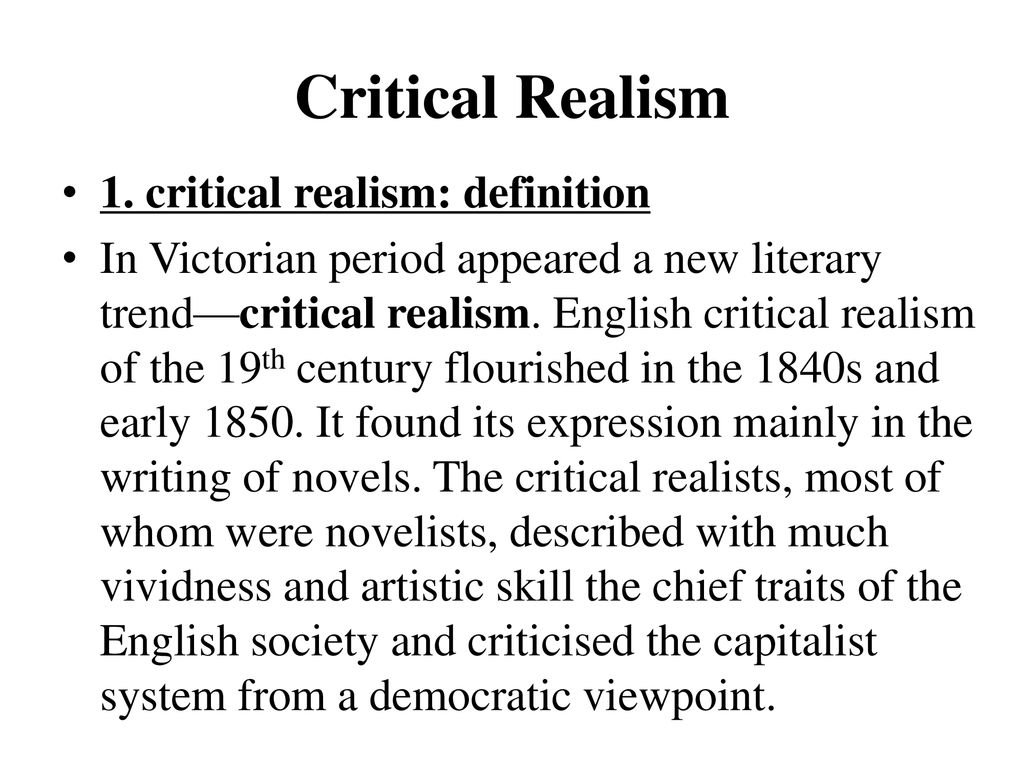 Critical Realism
• 1. critical realism: definition
• In Victorian period appeared a new literary
trend—critical realism. English critical realism
of the 19th century flourished in the 1840s and
early 1850. It found its expression mainly in the
writing of novels. The critical realists, most of
whom were novelists, described with much
vividness and artistic skill the chief traits of the
English society and criticised the capitalist
system from a democratic viewpoint.